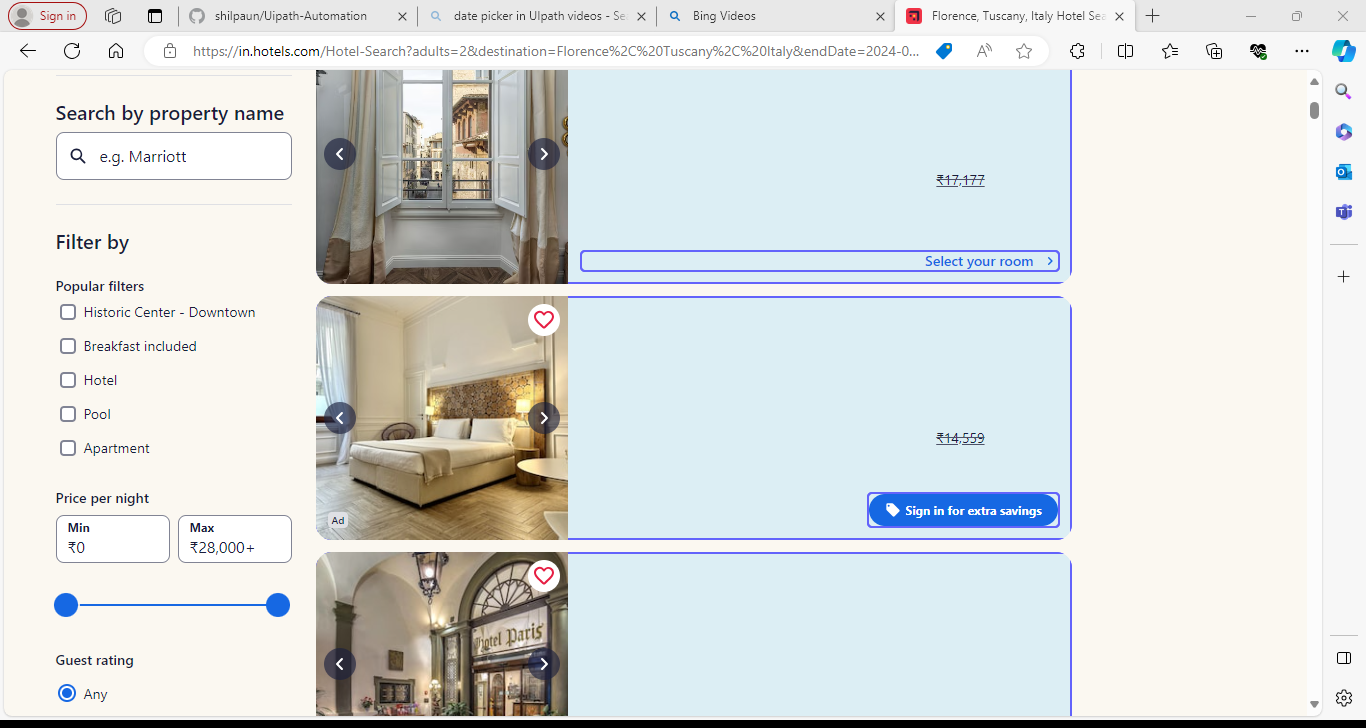 Sign in
shilpaun/Uipath-Automation
date picker in UIpath videos - Se
Bing Videos
Florence, Tuscany, Italy Hotel Sea
https://in.hotels.com/Hotel-Search?adults=2&destination=Florence%2C%20Tuscany%2C%20Italy&endDate=2024-0...
Search by property name
e.g. Marriott
Filter by
Popular filters
Historic Center - Downtown
Breakfast included
Hotel
Pool
Apartment
Price per night
Min
₹0
Max
₹28,000+
Guest rating
Any
₹17,177
Select your room
Ad
₹14,559
Sign in for extra savings
Hotel Paris